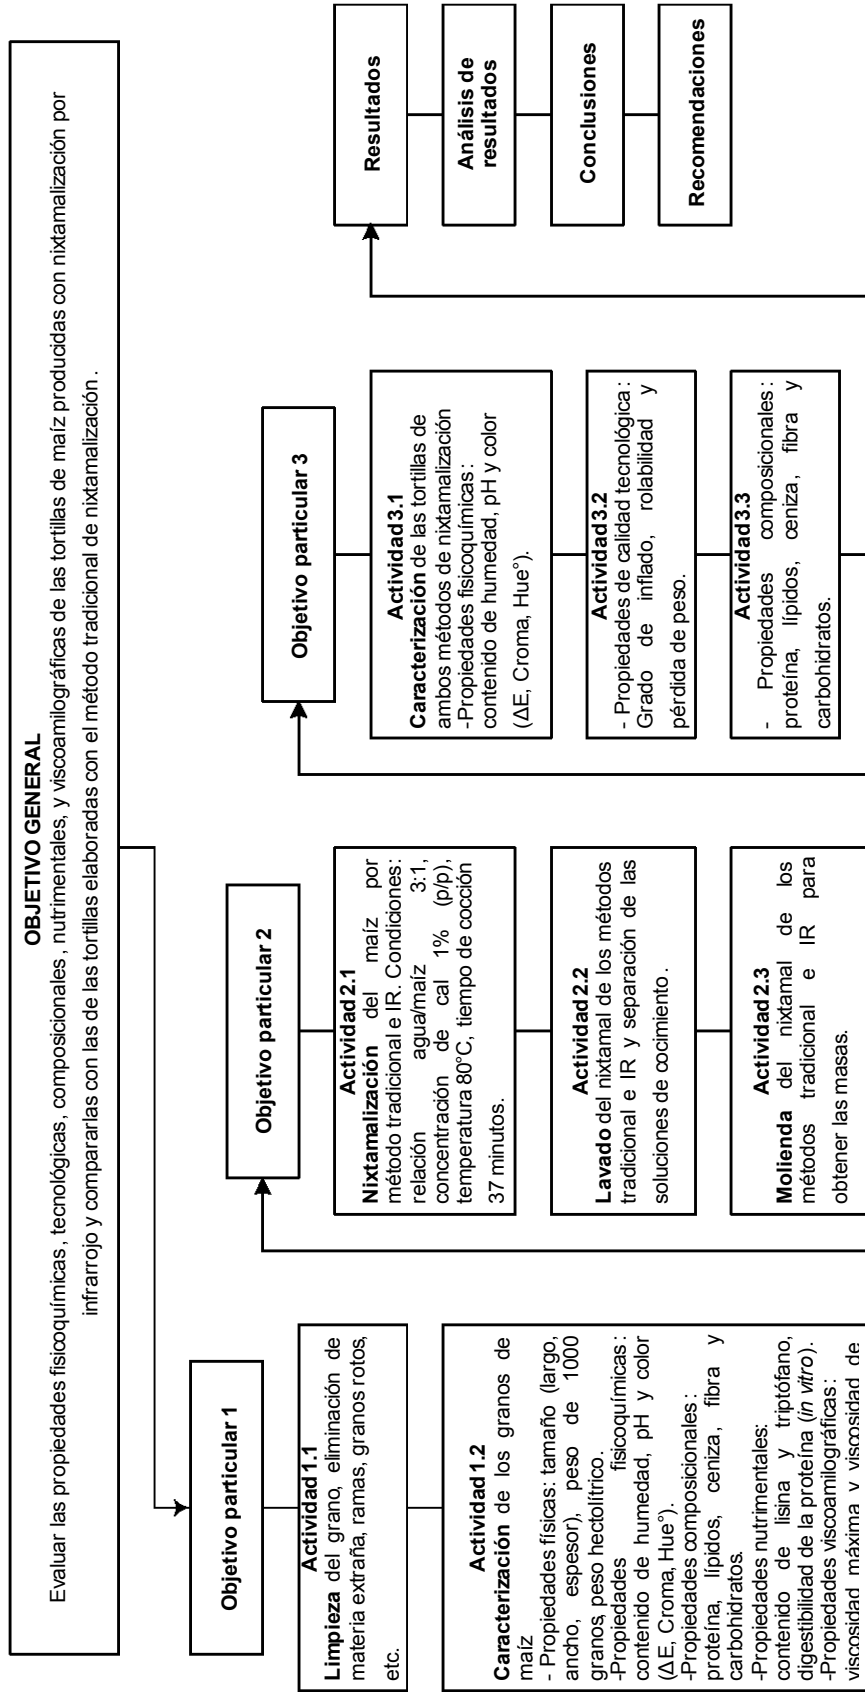 OBJETIVO GENERAL
Evaluar las propiedades fisicoquímicas, tecnológicas, composicionales , nutrimentales, y viscoamilográficas de las tortillas de maíz producidas con nixtamalización por
infrarrojo y compararlas con las de las tortillas elaboradas con el método tradicional de nixtamalización .
Objetivo particular 1
Actividad 1.1
Limpieza del grano, eliminación de
materia extraña, ramas, granos rotos,
etc.
Actividad 1.2
Caracterización de los granos de
maíz
- Propiedades físicas: tamaño (largo,
ancho, espesor), peso de 1000
granos, peso hectolítrico.
-Propiedades fisicoquímicas :
contenido de humedad, pH y color
(ΔE, Croma, Hue°).
-Propiedades composicionales :
proteína, lípidos, ceniza, fibra y
carbohidratos.
-Propiedades nutrimentales:
contenido de lisina y triptófano,
digestibilidad de la proteína (in vitro).
-Propiedades viscoamilográficas :
viscosidad máxima y viscosidad de
Objetivo particular 2
Actividad 2.1
Nixtamalización del maíz por
método tradicional e IR. Condiciones:
relación agua/maíz 3:1,
concentración de cal 1% (p/p),
temperatura 80°C, tiempo de cocción
37 minutos.
Actividad 2.2
Lavado del nixtamal de los métodos
tradicional e IR y separación de las
soluciones de cocimiento .
Actividad 2.3
Molienda del nixtamal de los
métodos tradicional e IR para
obtener las masas.
Objetivo particular 3
Actividad 3.1
Caracterización de las tortillas de
ambos métodos de nixtamalización
-Propiedades fisicoquímicas :
contenido de humedad, pH y color
(ΔE, Croma, Hue°).
Actividad 3.2
- Propiedades de calidad tecnológica :
Grado de inflado, rolabilidad y
pérdida de peso.
Actividad 3.3
- Propiedades composicionales :
proteína, lípidos, ceniza, fibra y
carbohidratos.
Resultados
Análisis de
resultados
Conclusiones
Recomendaciones